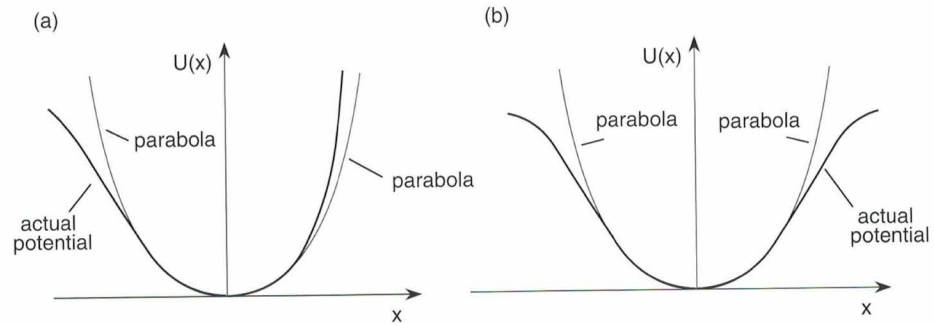 (a)
U(x)
parabola
parabola
actual
potential
x
(b)
U(x)
parabola
parabola
actual
potential
x